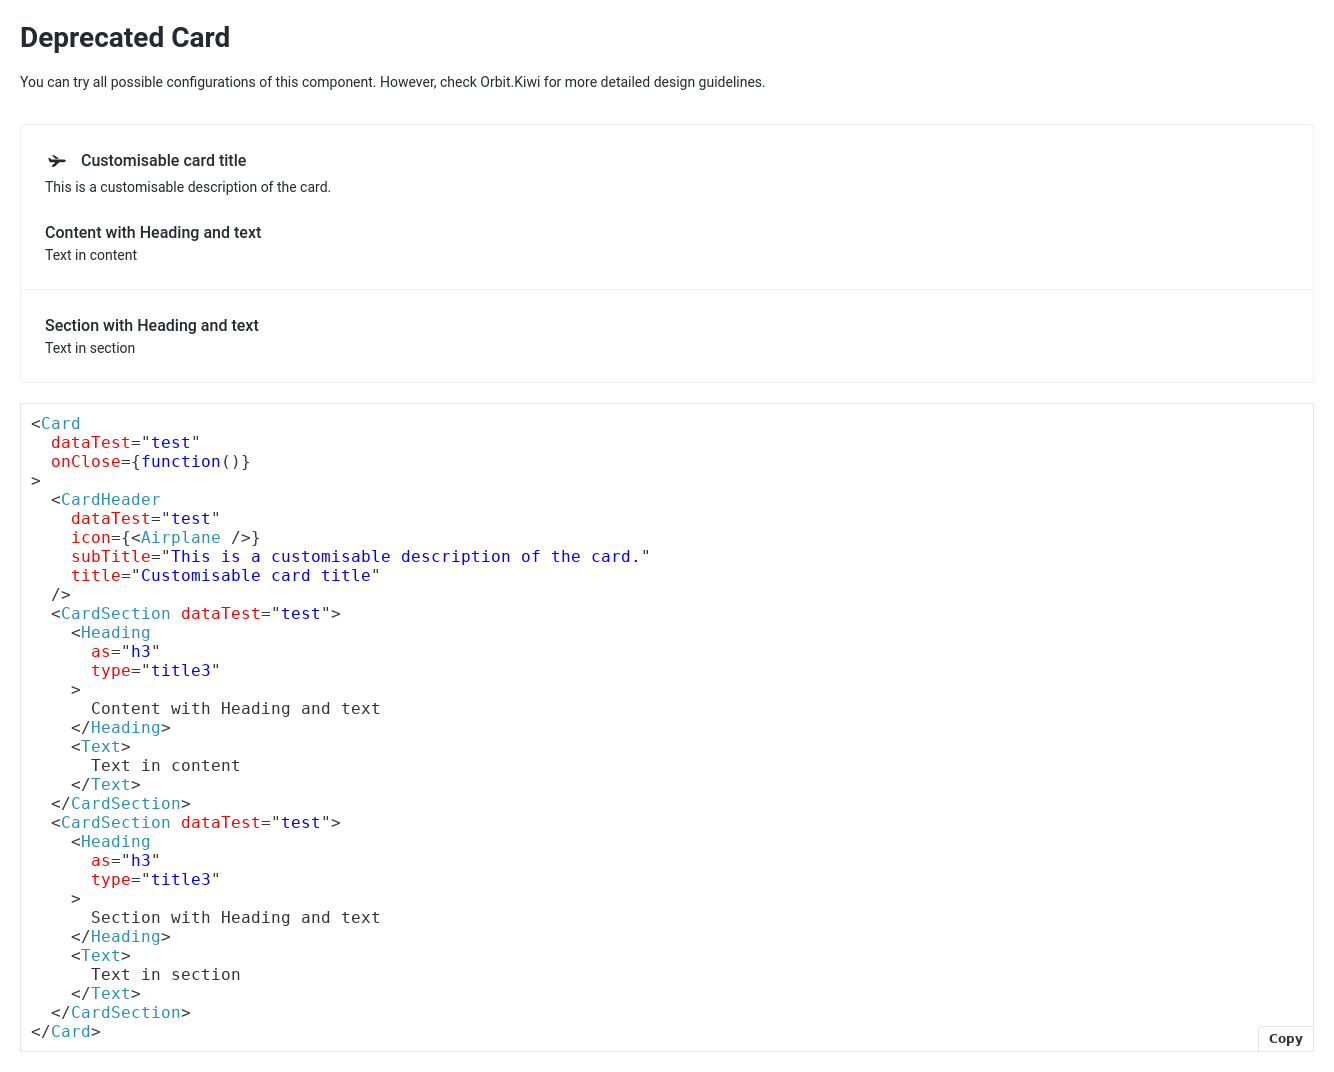 Deprecated Card
You can try all possible configurations of this component. However, check Orbit.Kiwi for more detailed design guidelines.
Customisable card title
This is a customisable description of the card.
Content with Heading and text
Text in content
Section with Heading and text
Text in section
<Card
  dataTest="test"
  onClose={function()}
>
  <CardHeader
    dataTest="test"
    icon={<Airplane />}
    subTitle="This is a customisable description of the card."
    title="Customisable card title"
  />
  <CardSection dataTest="test">
    <Heading
      as="h3"
      type="title3"
    >
      Content with Heading and text
    </Heading>
    <Text>
      Text in content
    </Text>
  </CardSection>
  <CardSection dataTest="test">
    <Heading
      as="h3"
      type="title3"
    >
      Section with Heading and text
    </Heading>
    <Text>
      Text in section
    </Text>
  </CardSection>
</Card>
Copy